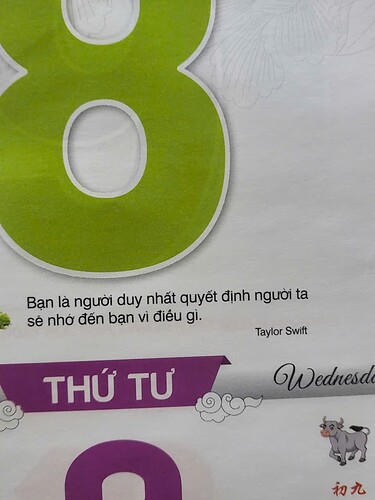 8
Bạn là người duy nhất quyết định người ta
sẽ nhớ đến bạn vì điều gì.
Taylor Swift
THỨ TƯ
初九